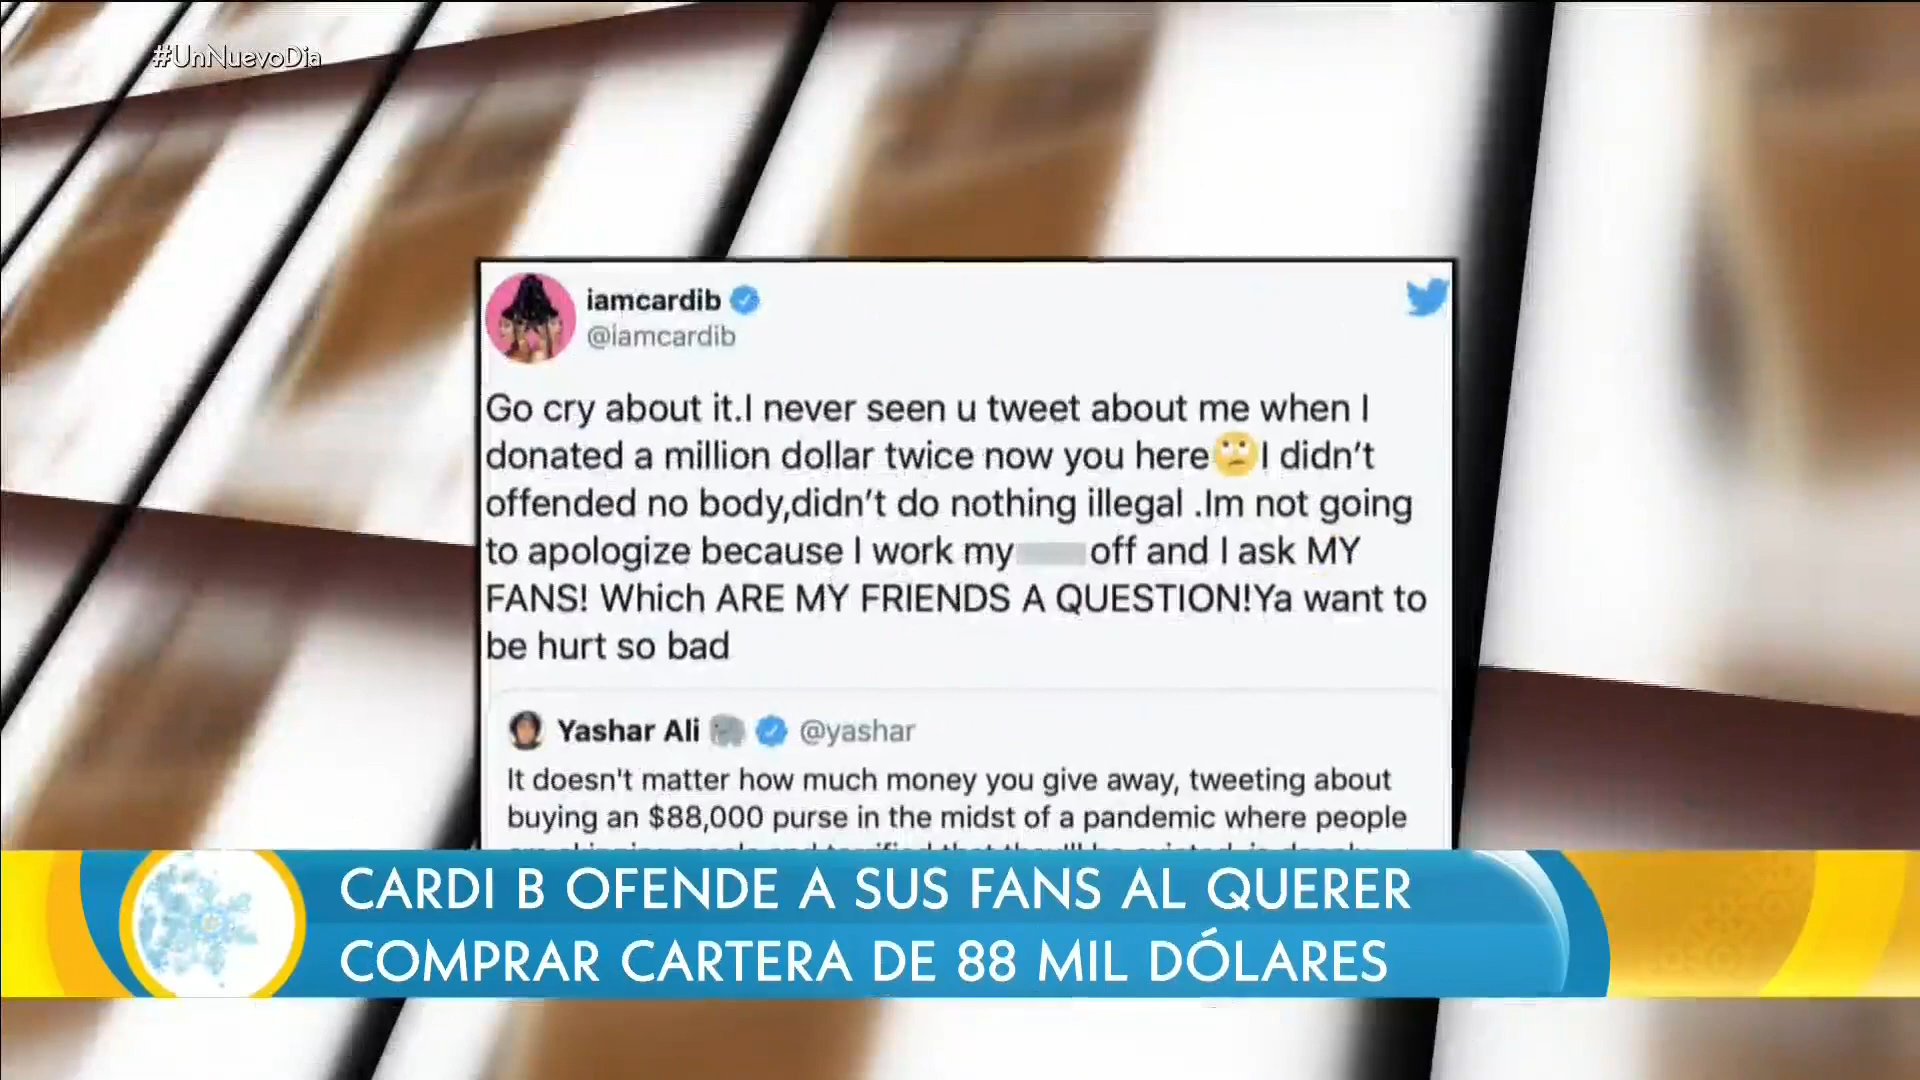 #UnNuevoDia
iamcardib
@iamcardib
Go cry about it.I never seen u tweet about me when I
donated a million dollar twice now you here🙄I didn't
offended no body,didn't do nothing illegal .Im not going
to apologize because I work my off and I ask MY
FANS! Which ARE MY FRIENDS A QUESTION!Ya want to
be hurt so bad
Yashar Ali 🐘 @yashar
It doesn't matter how much money you give away, tweeting about
buying an $88,000 purse in the midst of a pandemic where people
CARDI B OFENDE A SUS FANS AL QUERER
COMPRAR CARTERA DE 88 MIL DÓLARES